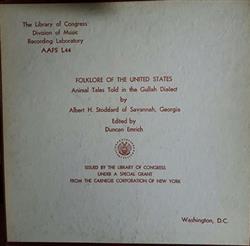 The Library of Congress
Division of Music
Recording Laboratory
AAFS L44
FOLKLORE OF THE UNITED STATES
Animal Tales Told in the Gullah Dialect
by
Albert H. Stoddard of Savannah, Georgia
Edited by
Duncan Emrich
ISSUED BY THE LIBRARY OF CONGRESS
UNDER A SPECIAL GRANT
FROM THE CARNEGIE CORPORATION OF NEW YORK
Washington, D.C.